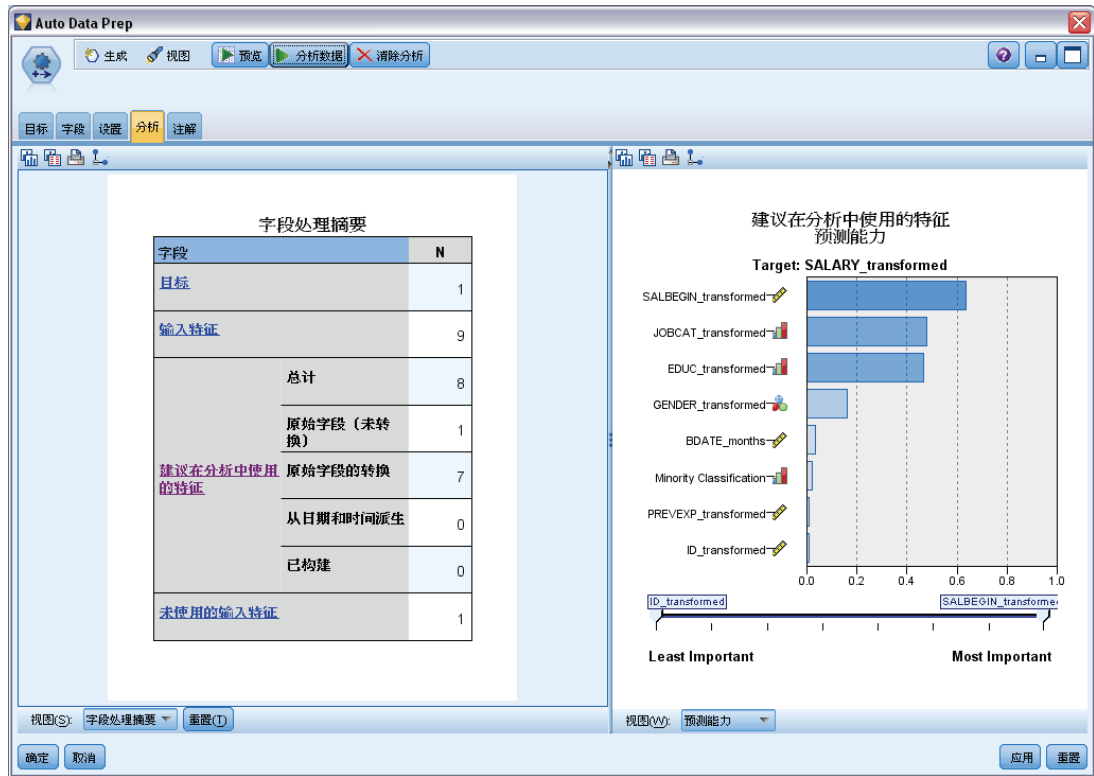 Auto Data Prep
生成 视图 预览 分析数据 清除分析
目标 字段 设置 分析 注解
字段处理摘要
字段 N
目标 1
输入特征 9
建议在分析中使用的特征
总计 8
原始字段（未转换） 1
原始字段的转换 7
从日期和时间派生 0
已构建 0
未使用的输入特征 1
视图(S): 字段处理摘要 重置(T)
建议在分析中使用的特征
预测能力
Target: SALARY_transformed
SALBEGIN_transformed
JOBCAT_transformed
EDUC_transformed
GENDER_transformed
BDATE_months
Minority Classification
PREVEXP_transformed
ID_transformed
0.0 0.2 0.4 0.6 0.8 1.0
ID_transformed SALBEGIN_transforme
Least Important Most Important
视图(W): 预测能力
确定 取消 应用 重置